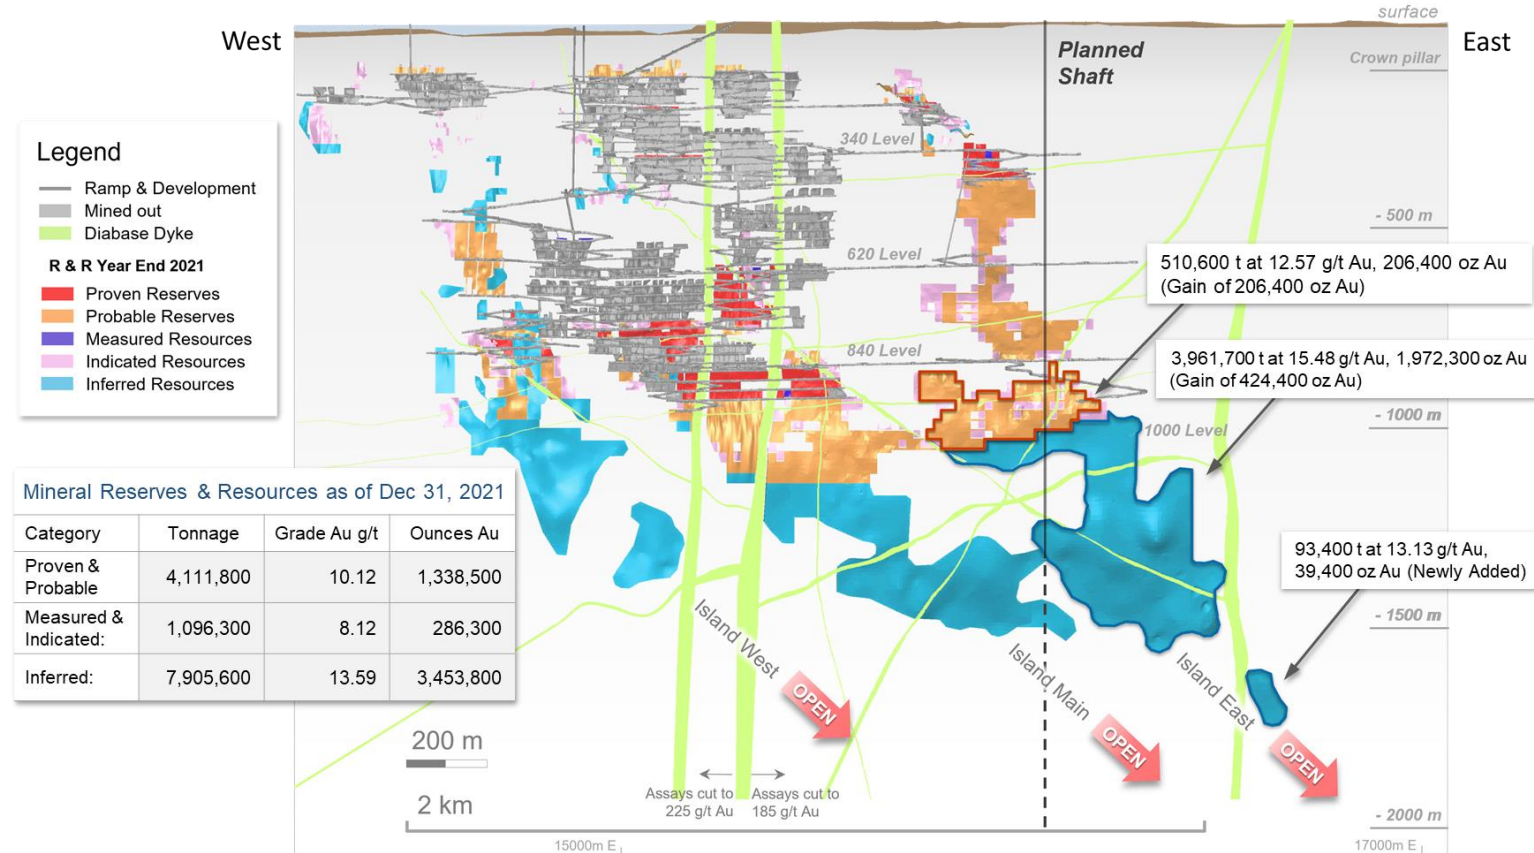 surface
West
East
Planned
Shaft
Crown pillar
340 Level
Legend
Ramp & Development
Mined out
Diabase Dyke
R & R Year End 2021
Proven Reserves
Probable Reserves
Measured Resources
Indicated Resources
Inferred Resources
- 500 m
620 Level
510,600 t at 12.57 g/t Au, 206,400 oz Au
(Gain of 206,400 oz Au)
840 Level
3,961,700 t at 15.48 g/t Au, 1,972,300 oz Au
(Gain of 424,400 oz Au)
- 1000 m
1000 Level
Mineral Reserves & Resources as of Dec 31, 2021
Category Tonnage Grade Au g/t Ounces Au
Proven &
Probable 4,111,800 10.12 1,338,500
Measured &
Indicated: 1,096,300 8.12 286,300
Inferred: 7,905,600 13.59 3,453,800
93,400 t at 13.13 g/t Au,
39,400 oz Au (Newly Added)
- 1500 m
Island West
OPEN
Island Main
OPEN
Island East
OPEN
200 m
2 km
Assays cut to
225 g/t Au
Assays cut to
185 g/t Au
- 2000 m
15000m E
17000m E